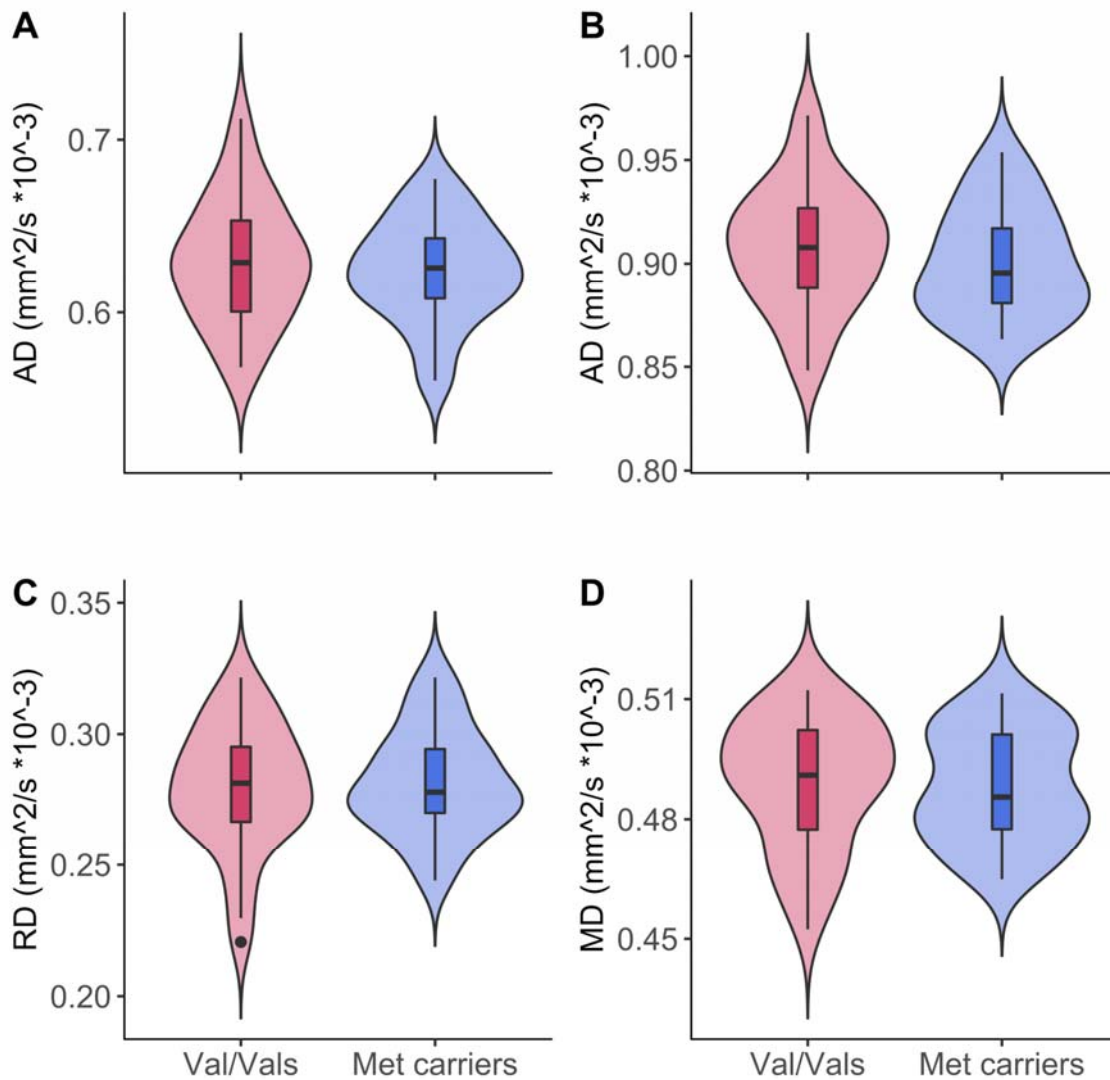 A
AD (mm^2/s *10^-3)
0.7
0.6
B
AD (mm^2/s *10^-3)
1.00
0.95
0.90
0.85
0.80
C
RD (mm^2/s *10^-3)
0.35
0.30
0.25
0.20
Val/Vals
Met carriers
D
MD (mm^2/s *10^-3)
0.51
0.48
0.45
Val/Vals
Met carriers